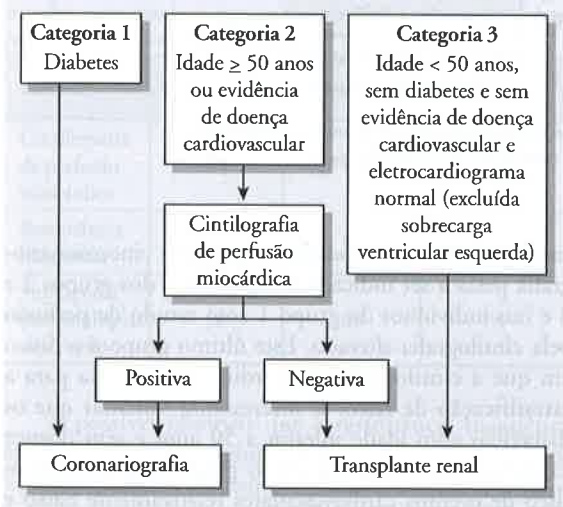 Categoria 1
Diabetes
Categoria 2
Idade ≥ 50 anos
ou evidência
de doença
cardiovascular
Categoria 3
Idade < 50 anos,
sem diabetes e sem
evidência de doença
cardiovascular e
eletrocardiograma
normal (excluída
sobrecarga
ventricular esquerda)
Cintilografia
de perfusão
miocárdica
Positiva
Negativa
Coronariografia
Transplante renal